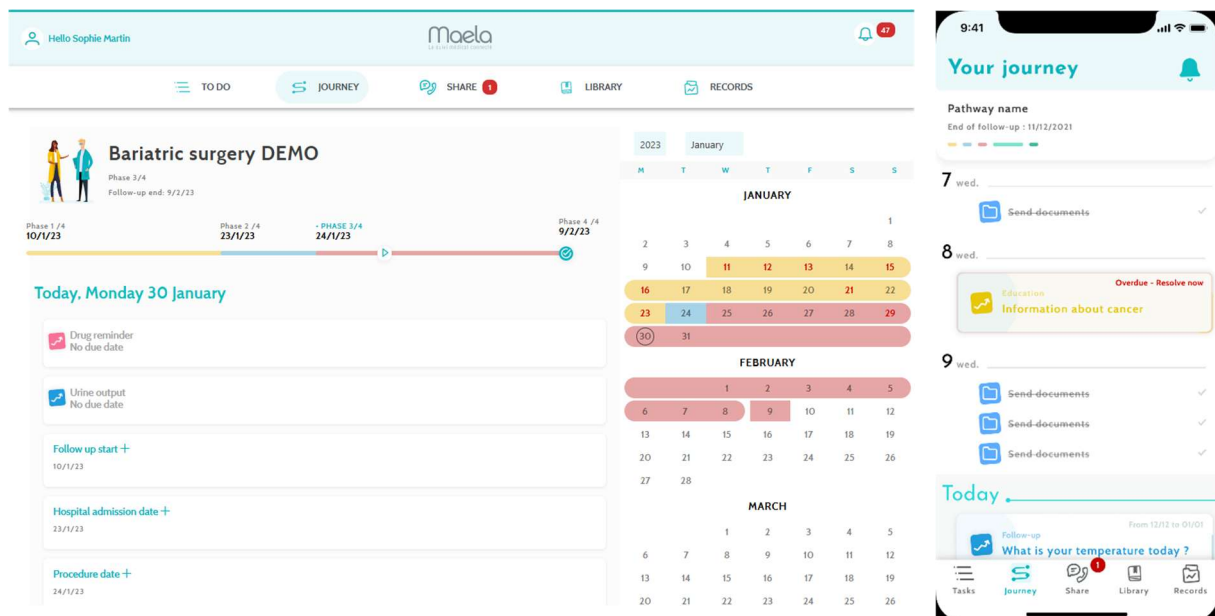 Hello Sophie Martin
Maela
47
TO DO
JOURNEY
SHARE 1
LIBRARY
RECORDS
Bariatric surgery DEMO
Phase 3/4
Follow-up end: 9/2/23
Phase 1 /4
10/1/23
Phase 2 /4
23/1/23
- PHASE 3/4
24/1/23
Phase 4 /4
9/2/23
Today, Monday 30 January
Drug reminder
No due date
Urine output
No due date
Follow up start +
10/1/23
Hospital admission date +
23/1/23
Procedure date +
24/1/23
2023 January
M T W T F S S
JANUARY
1
2 3 4 5 6 7 8
9 10 11 12 13 14 15
16 17 18 19 20 21 22
23 24 25 26 27 28 29
30 31
FEBRUARY
1 2 3 4 5
6 7 8 9 10 11 12
13 14 15 16 17 18 19
20 21 22 23 24 25 26
27 28
MARCH
1 2 3 4 5
6 7 8 9 10 11 12
13 14 15 16 17 18 19
20 21 22 23 24 25 26
9:41
Your journey
Pathway name
End of follow-up : 11/12/2021
7 wed.
Send documents
8 wed.
Overdue - Resolve now
Education
Information about cancer
9 wed.
Send documents
Send documents
Send documents
Today
From 12/12 to 01/01
Follow-up
What is your temperature today ?
1
Tasks
Journey
Share
Library
Records